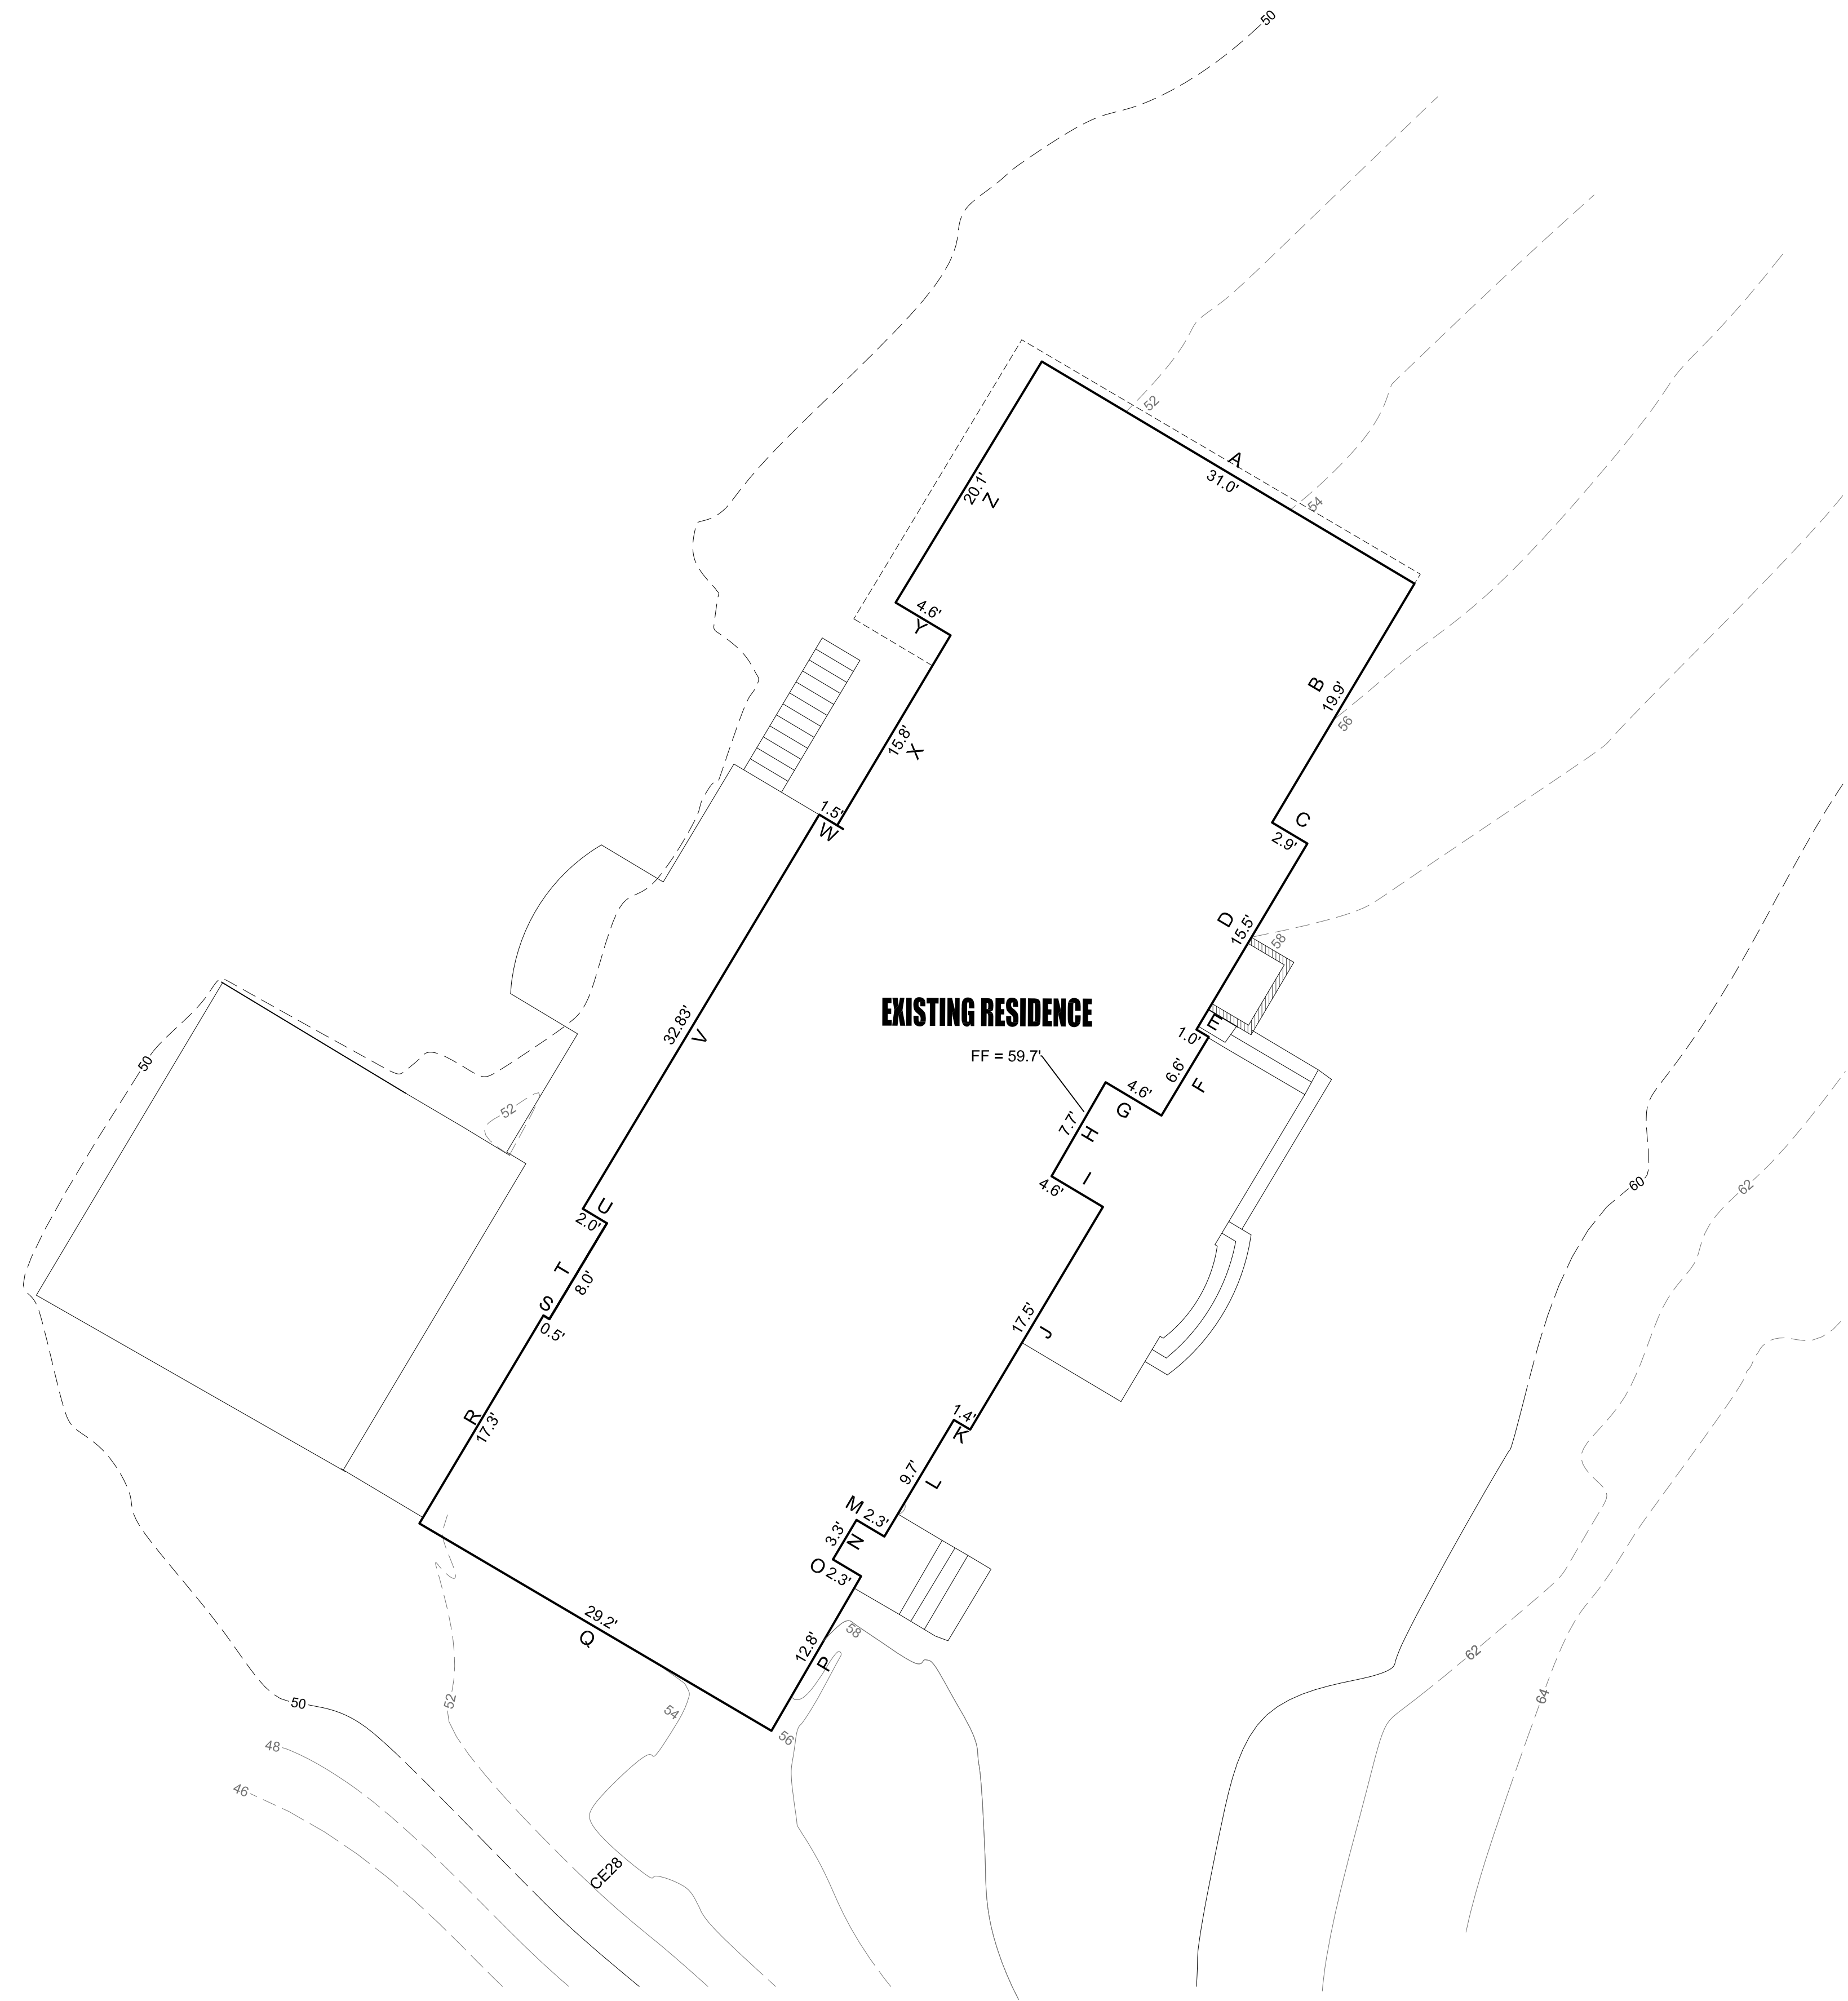 50
52
A
31.0'
20.1'
Z
54
4.6'
Y
B
19.9'
56
15.8'
X
1.5'
W
C
2.9'
D
15.5'
58
EXISTING RESIDENCE
32.83'
V
E
1.0'
FF = 59.7'
50
6.6'
F
4.6'
G
52
7.7'
H
I
4.6'
60
62
U
2.0'
T
8.0'
S
0.5'
17.5'
J
R
17.3'
1.4'
K
9.7'
L
M
2.3'
3.3'
N
O
2.3'
29.2'
Q
12.8'
P
58
62
64
50
52
54
56
48
46
CE28